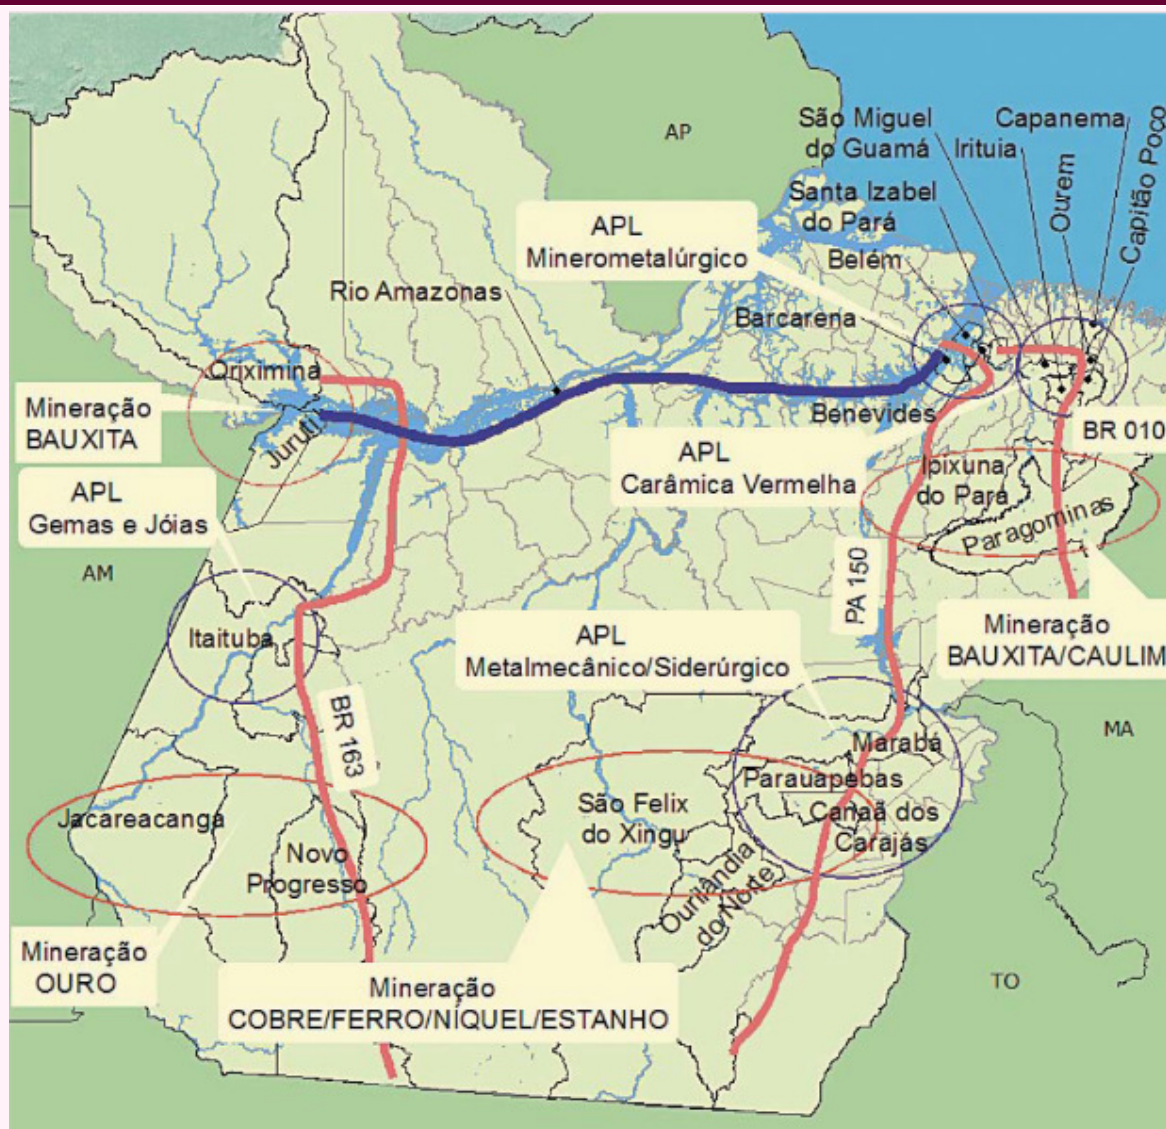 AP
São Miguel
do Guamá
Capanema
Irituia
Ourem
Capitão Poço
Santa Izabel
do Pará
APL
Minerometalúrgico
Belém
Rio Amazonas
Barcarena
Oriximina
Mineração
BAUXITA
Juruti
Benevides
BR 010
APL
Carâmica Vermelha
Ipixuna
do Pará
Paragominas
APL
Gemas e Jóias
AM
PA 150
Itaituba
APL
Metalmecânico/Siderúrgico
Mineração
BAUXITA/CAULIM
BR 163
MA
Marabá
Parauapebas
São Felix
do Xingu
Canaã dos
Carajás
Jacareacanga
Novo
Progresso
Ourilândia
do Norte
Mineração
OURO
Mineração
COBRE/FERRO/NÍQUEL/ESTANHO
TO